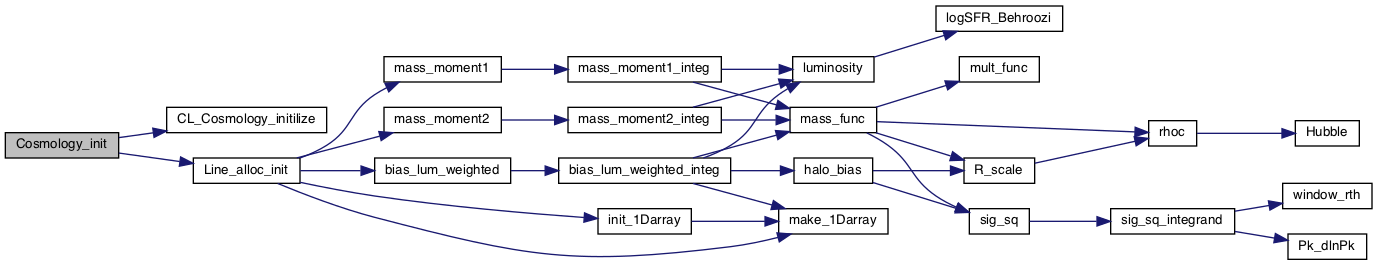 Cosmology_init
CL_Cosmology_initilize
Line_alloc_init
mass_moment1
mass_moment2
bias_lum_weighted
init_1Darray
mass_moment1_integ
mass_moment2_integ
bias_lum_weighted_integ
make_1Darray
luminosity
mass_func
halo_bias
logSFR_Behroozi
mult_func
R_scale
sig_sq
rhoc
sig_sq_integrand
Hubble
window_rth
Pk_dlnPk